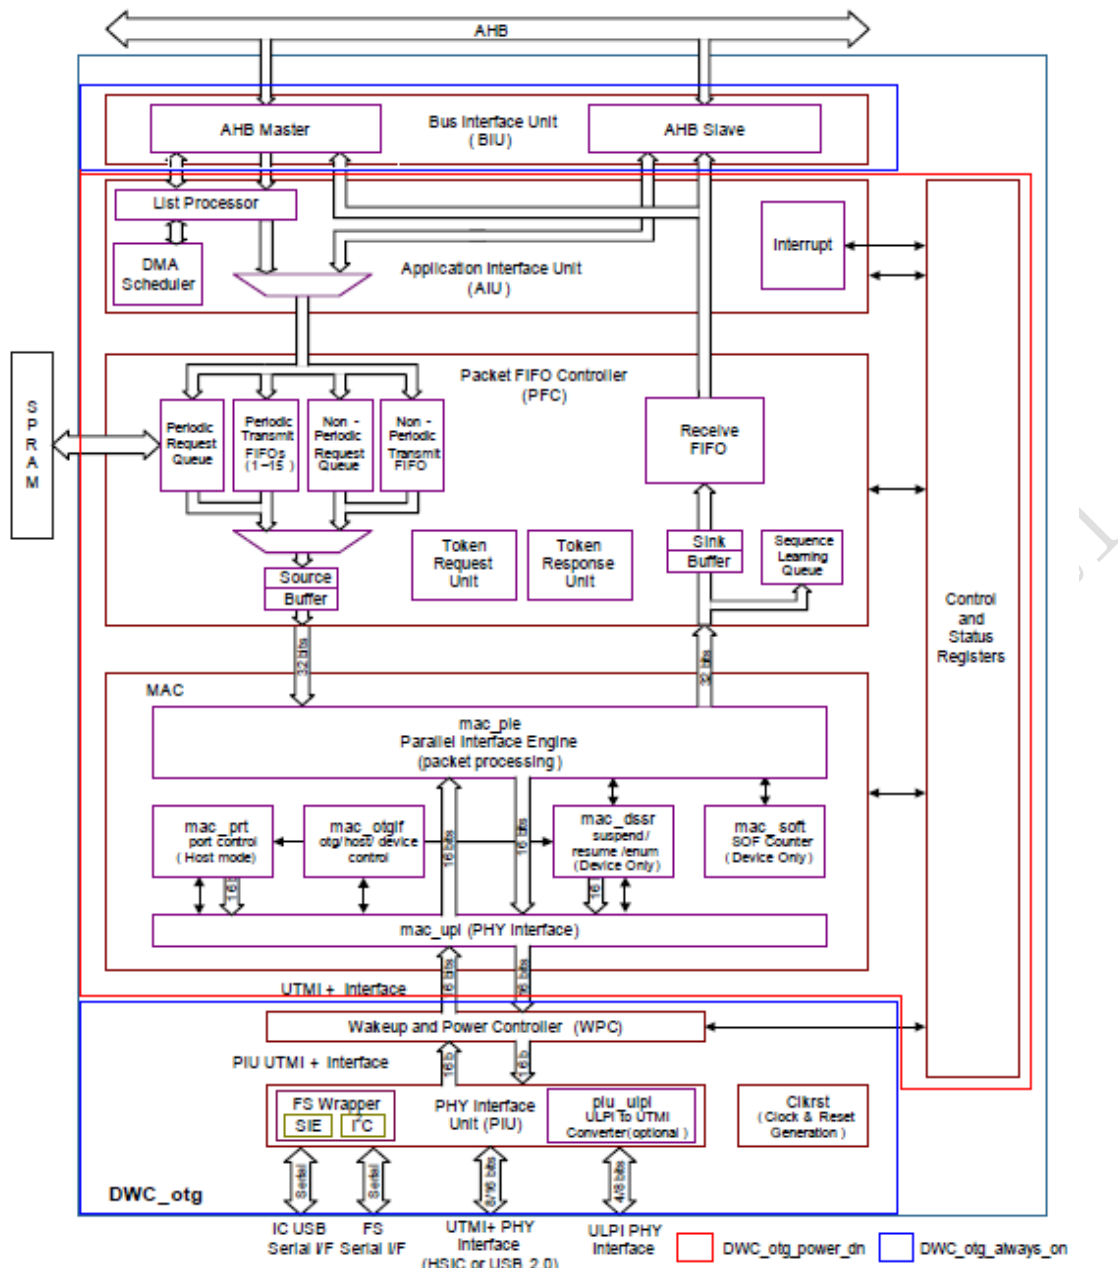 AHB
AHB Master
Bus Interface Unit
(BIU)
AHB Slave
List Processor
DMA
Scheduler
Application Interface Unit
(AIU)
Interrupt
SPRAM
Packet FIFO Controller
(PFC)
Periodic
Request
Queue
Periodic
Transmit
FIFOs
(1-15)
Non-
Periodic
Request
Queue
Non-
Periodic
Transmit
FIFO
Receive
FIFO
Token
Request
Unit
Token
Response
Unit
Sink
Buffer
Sequence
Learning
Queue
Source
Buffer
Control
and
Status
Registers
32 bits
32 bits
MAC
mac_pie
Parallel Interface Engine
(packet processing)
mac_prt
port control
(Host mode)
mac_otgif
otg/host/device
control
16 bits
16 bits
mac_dssr
suspend/
resume/enum
(Device Only)
mac_soft
SOF Counter
(Device Only)
16
16
mac_upi (PHY Interface)
UTMI+ Interface
16 bits
16 bits
Wakeup and Power Controller (WPC)
PIU UTMI+ Interface
16 b
16 b
FS Wrapper
SIE
I²C
PHY Interface
Unit (PIU)
piu_ulpi
ULPI To UTMI
Converter(optional)
Clkrst
(Clock & Reset
Generation)
DWC_otg
Serial
Serial
8/16 bits
4/8 bits
IC USB
Serial I/F
FS
Serial I/F
UTMI+ PHY
Interface
(HSIC or USB 2.0)
ULPI PHY
Interface
DWC_otg_power_dn
DWC_otg_always_on